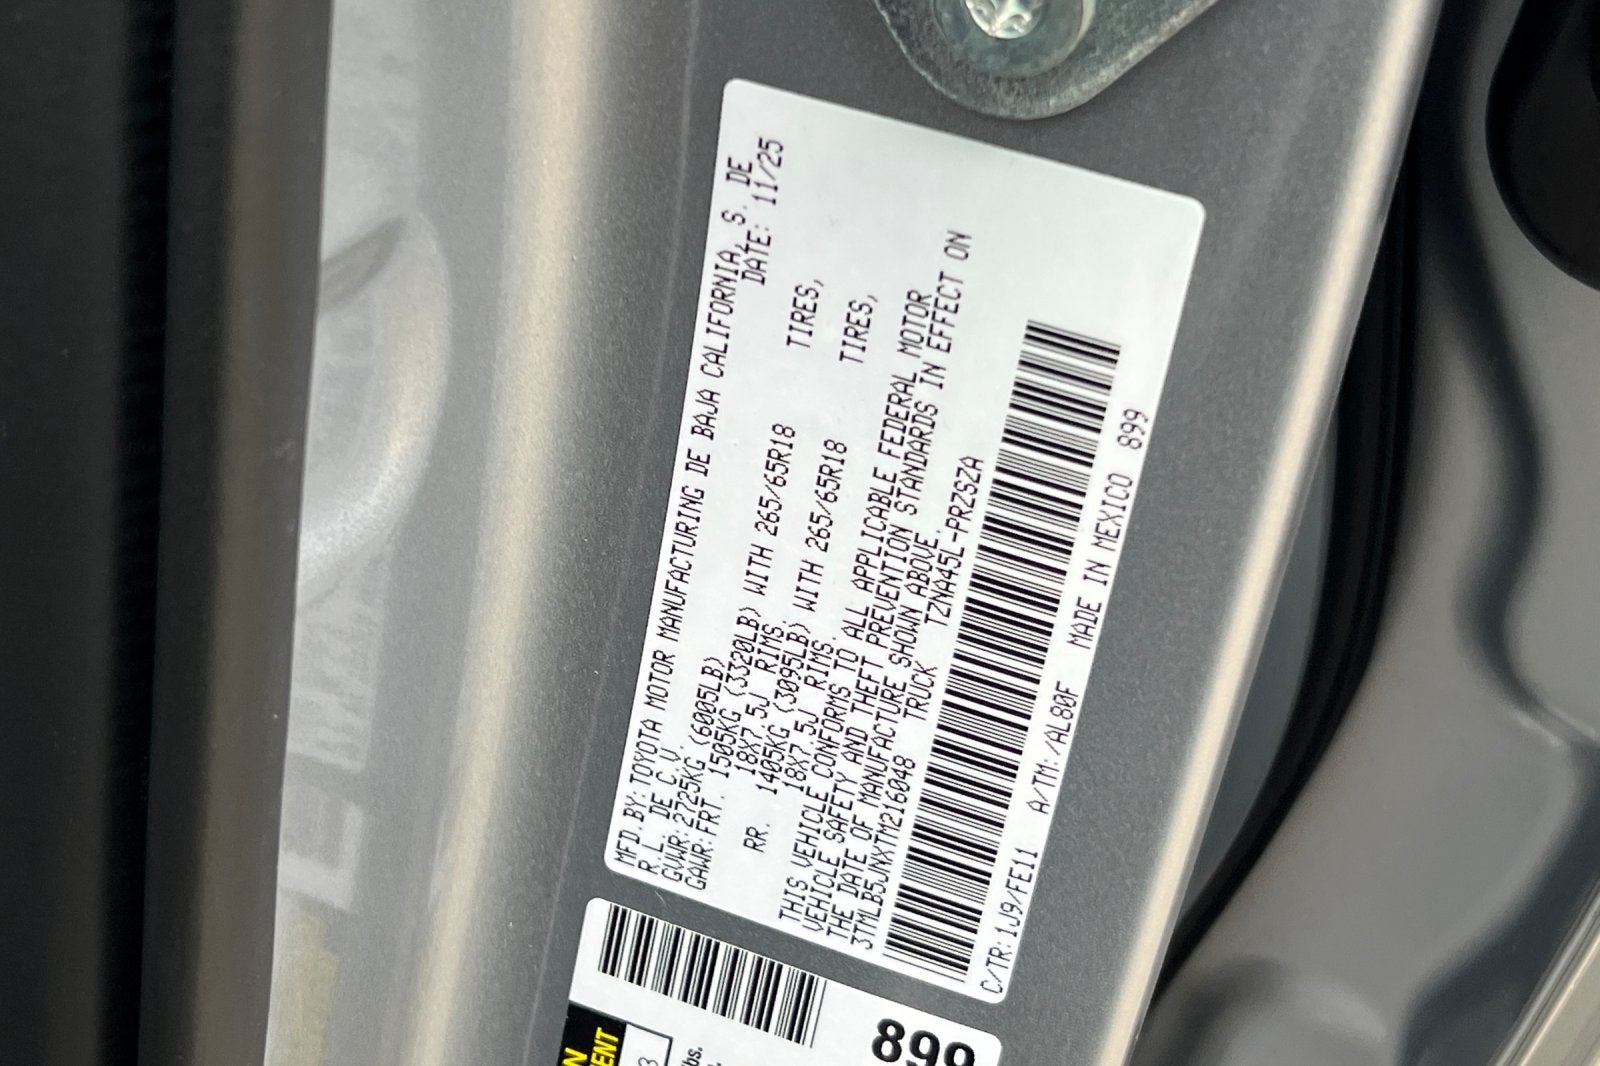 MFD.BY:TOYOTA MOTOR MANUFACTURING DE BAJA CALIFORNIA, S. DE
R.L. DE C.V. DATE: 11/25
GVWR:2725KG (6005LB)
GAWR:FRT. 1505KG (3320LB) WITH 265/65R18 TIRES,
18X7.5J RIMS
RR. 1405KG (3095LB) WITH 265/65R18 TIRES,
18X7.5J RIMS.
THIS VEHICLE CONFORMS TO ALL APPLICABLE FEDERAL MOTOR
VEHICLE SAFETY AND THEFT PREVENTION STANDARDS IN EFFECT ON
THE DATE OF MANUFACTURE SHOWN ABOVE.
3TMLB5JNXTM216048 TRUCK TZNA45L-PRZSZA
C/TR:1J9/FE11 A/TM:/AL80F MADE IN MEXICO 899
899